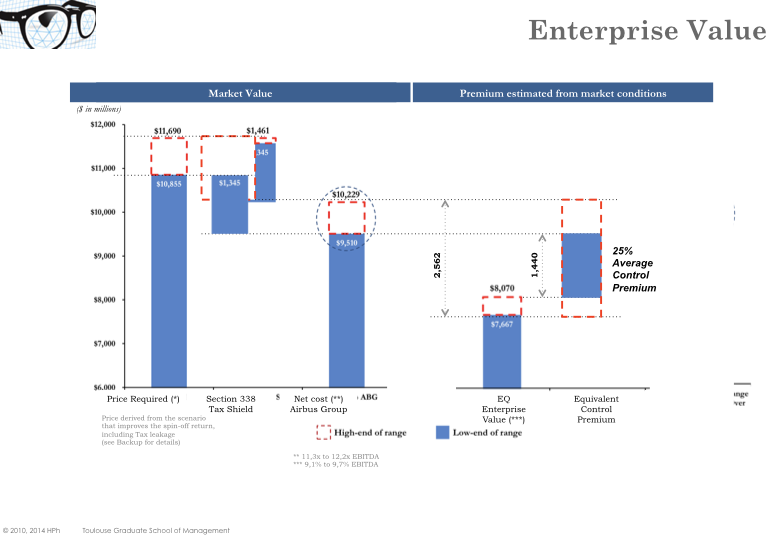 Enterprise Value
Market Value
Premium estimated from market conditions
($ in millions)
$12,000
$11,000
$10,000
$9,000
$8,000
$7,000
$6.000
$11,690
$10,855
$1,461
345
$1,345
$10,229
$9,510
2,562
$8,070
$7,667
1,440
25%
Average
Control
Premium
Price Required (*)
Section 338
Tax Shield
$
Net cost (**)
Airbus Group
ABG
EQ
Enterprise
Value (***)
Equivalent
Control
Premium
nge
ver
Price derived from the scenario
that improves the spin-off return,
including Tax leakage
(see Backup for details)
High-end of range
Low-end of range
** 11,3x to 12,2x EBITDA
*** 9,1% to 9,7% EBITDA
© 2010, 2014 HPh
Toulouse Graduate School of Management